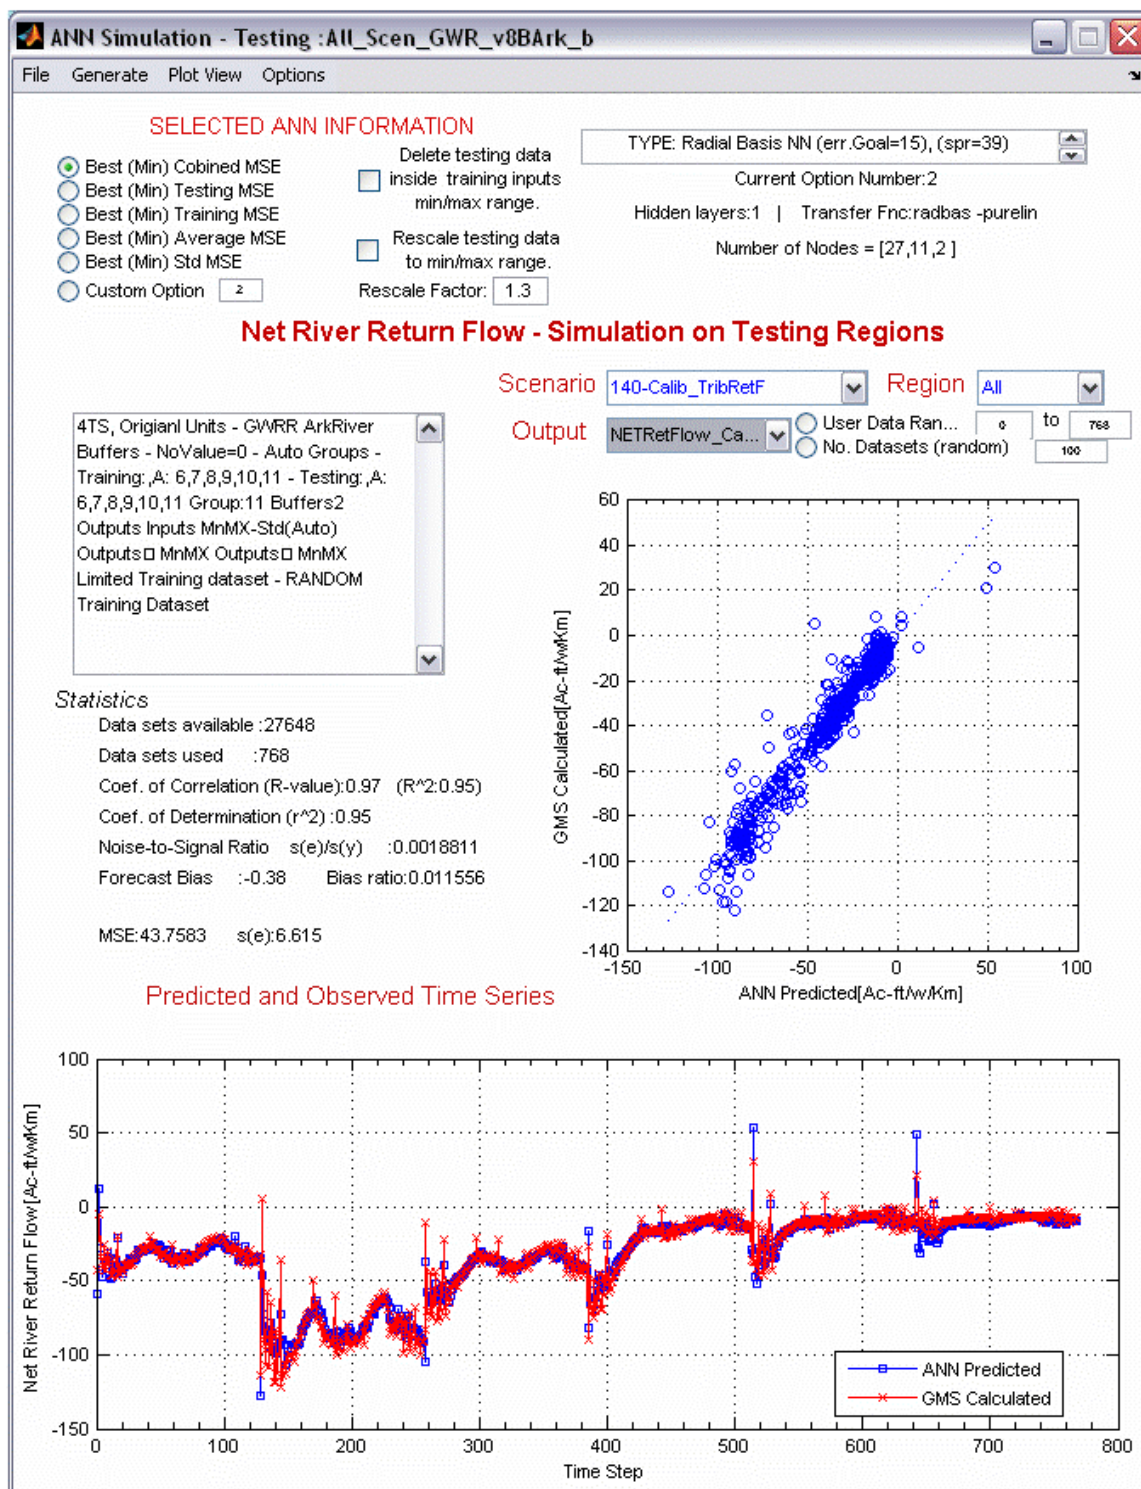 ANN Simulation - Testing :All_Scen_GWR_v8BArk_b
File Generate Plot View Options
SELECTED ANN INFORMATION
Best (Min) Cobined MSE
Best (Min) Testing MSE
Best (Min) Training MSE
Best (Min) Average MSE
Best (Min) Std MSE
Custom Option 2
Delete testing data
inside training inputs
min/max range.
Rescale testing data
to min/max range.
Rescale Factor: 1.3
TYPE: Radial Basis NN (err.Goal=15), (spr=39)
Current Option Number:2
Hidden layers:1 | Transfer Fnc:radbas -purelin
Number of Nodes = [27,11,2 ]
Net River Return Flow - Simulation on Testing Regions
Scenario 140-Calib_TribRetF Region All
Output NETRetFlow_Ca... User Data Ran... 0 to 768
No. Datasets (random) 100
4TS, Origianl Units - GWRR ArkRiver
Buffers - NoValue=0 - Auto Groups -
Training:,A: 6,7,8,9,10,11 - Testing:,A:
6,7,8,9,10,11 Group:11 Buffers2
Outputs Inputs MnMX-Std(Auto)
Outputs□ MnMX Outputs□ MnMX
Limited Training dataset - RANDOM
Training Dataset
Statistics
Data sets available :27648
Data sets used :768
Coef. of Correlation (R-value):0.97 (R^2:0.95)
Coef. of Determination (r^2) :0.95
Noise-to-Signal Ratio s(e)/s(y) :0.0018811
Forecast Bias :-0.38 Bias ratio:0.011556
MSE:43.7583 s(e):6.615
GMS Calculated[Ac-ft/w/Km]
60
40
20
0
-20
-40
-60
-80
-100
-120
-140
-150 -100 -50 0 50 100
ANN Predicted[Ac-ft/w/Km]
Predicted and Observed Time Series
Net River Return Flow[Ac-ft/w/Km]
100
50
0
-50
-100
-150
0 100 200 300 400 500 600 700 800
Time Step
ANN Predicted
GMS Calculated